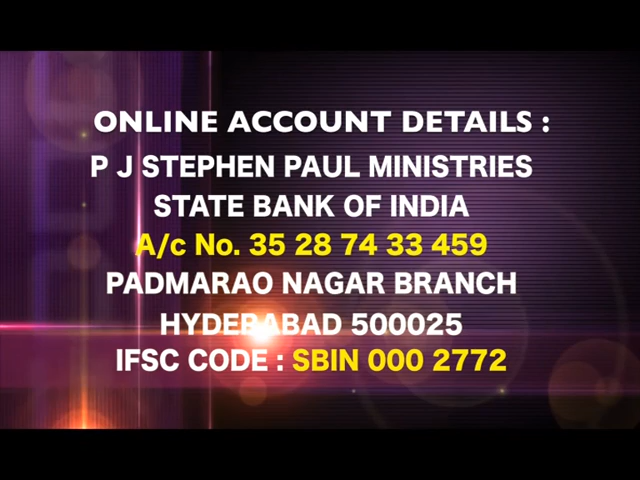 ONLINE ACCOUNT DETAILS :
P J STEPHEN PAUL MINISTRIES
STATE BANK OF INDIA
A/c No. 35 28 74 33 459
PADMARAO NAGAR BRANCH
HYDERABAD 500025
IFSC CODE : SBIN 000 2772